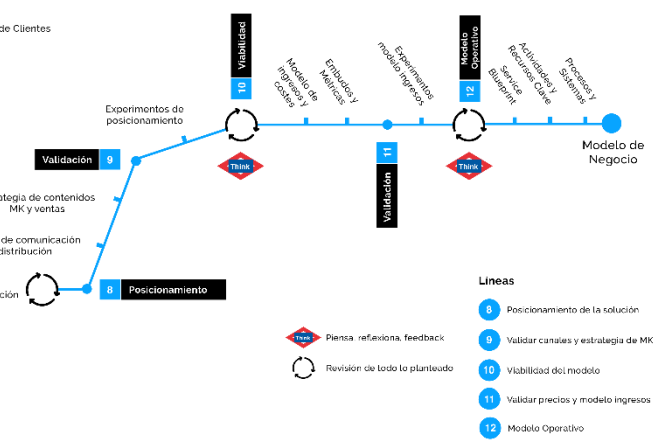 de Clientes
Viabilidad
10
Modelo de
ingresos y
costes
Embudos y
Métricas
Experimentos
modelo ingresos
Modelo
Operativo
12
Service
Blueprint
Actividades y
Recursos Clave
Procesos y
Sistemas
Modelo de
Negocio
Think
Think
11
Validación
Experimentos de
posicionamiento
Validación
9
ategia de contenidos
MK y ventas
de comunicación
distribución
ción
8
Posicionamiento
Think
Piensa, reflexiona, feedback
Revisión de todo lo planteado
Líneas
8
Posicionamiento de la solución
9
Validar canales y estrategia de MK
10
Viabilidad del modelo
11
Validar precios y modelo ingresos
12
Modelo Operativo